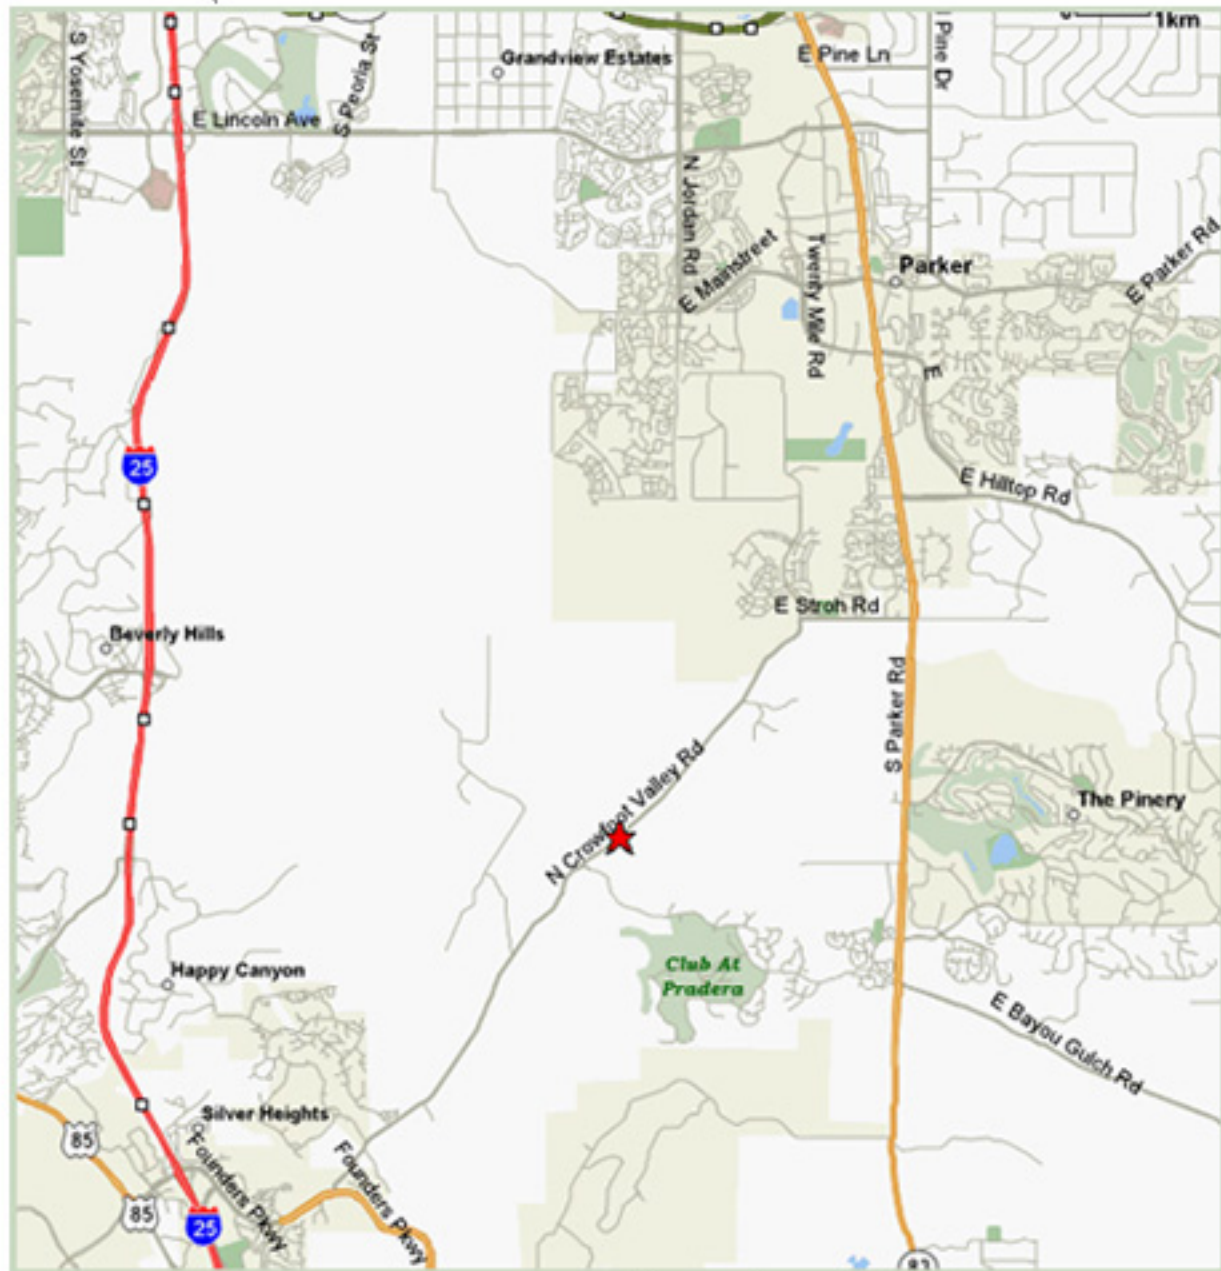 1km
Grandview Estates
E Pine Ln
Pine Dr
S Yosemite St
S Peoria St
E Lincoln Ave
N Jordan Rd
E Mainstreet
Twenty Mile Rd
Parker
E Parker Rd
E
25
E Hilltop Rd
E Stroh Rd
Beverly Hills
S Parker Rd
N Crowfoot Valley Rd
The Pinery
Club At
Pradera
Happy Canyon
E Bayou Gulch Rd
Silver Heights
85
Founders Pkwy
Founders Pkwy
85
25
83